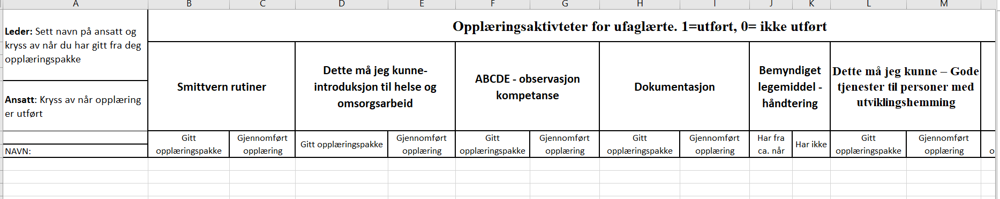 A B C D E F G H I J K L M
Opplæringsaktivteter for ufaglærte. 1=utført, 0= ikke utført
Leder: Sett navn på ansatt og
kryss av når du har gitt fra deg
opplæringspakke
Ansatt: Kryss av når opplæring
er utført
Smittvern rutiner
Dette må jeg kunne-
introduksjon til helse og
omsorgsarbeid
ABCDE - observasjon
kompetanse
Dokumentasjon
Bemyndiget
legemiddel -
håndtering
Dette må jeg kunne – Gode
tjenester til personer med
utviklingshemming
NAVN:
Gitt
opplæringspakke
Gjennomført
opplæring
Gitt opplæringspakke
Gjennomført
opplæring
Gitt
opplæringspakke
Gjennomført
opplæring
Gitt
opplæringspakke
Gjennomført
opplæring
Har fra
ca. når
Har ikke
Gitt
opplæringspakke
Gjennomført
opplæring
o